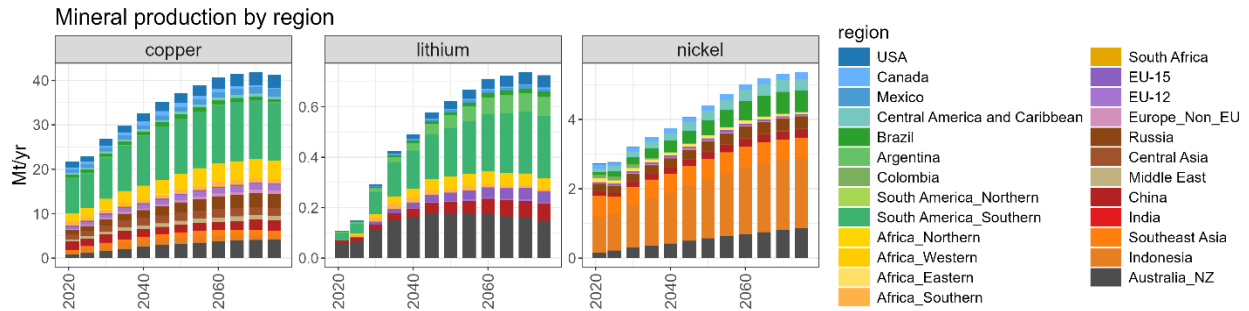 Mineral production by region
copper
lithium
nickel
Mt/yr
40
30
20
10
0
0.6
0.4
0.2
0.0
4
2
0
2020
2040
2060
2020
2040
2060
2020
2040
2060
region
USA
Canada
Mexico
Central America and Caribbean
Brazil
Argentina
Colombia
South America_Northern
South America_Southern
Africa_Northern
Africa_Western
Africa_Eastern
Africa_Southern
South Africa
EU-15
EU-12
Europe_Non_EU
Russia
Central Asia
Middle East
China
India
Southeast Asia
Indonesia
Australia_NZ